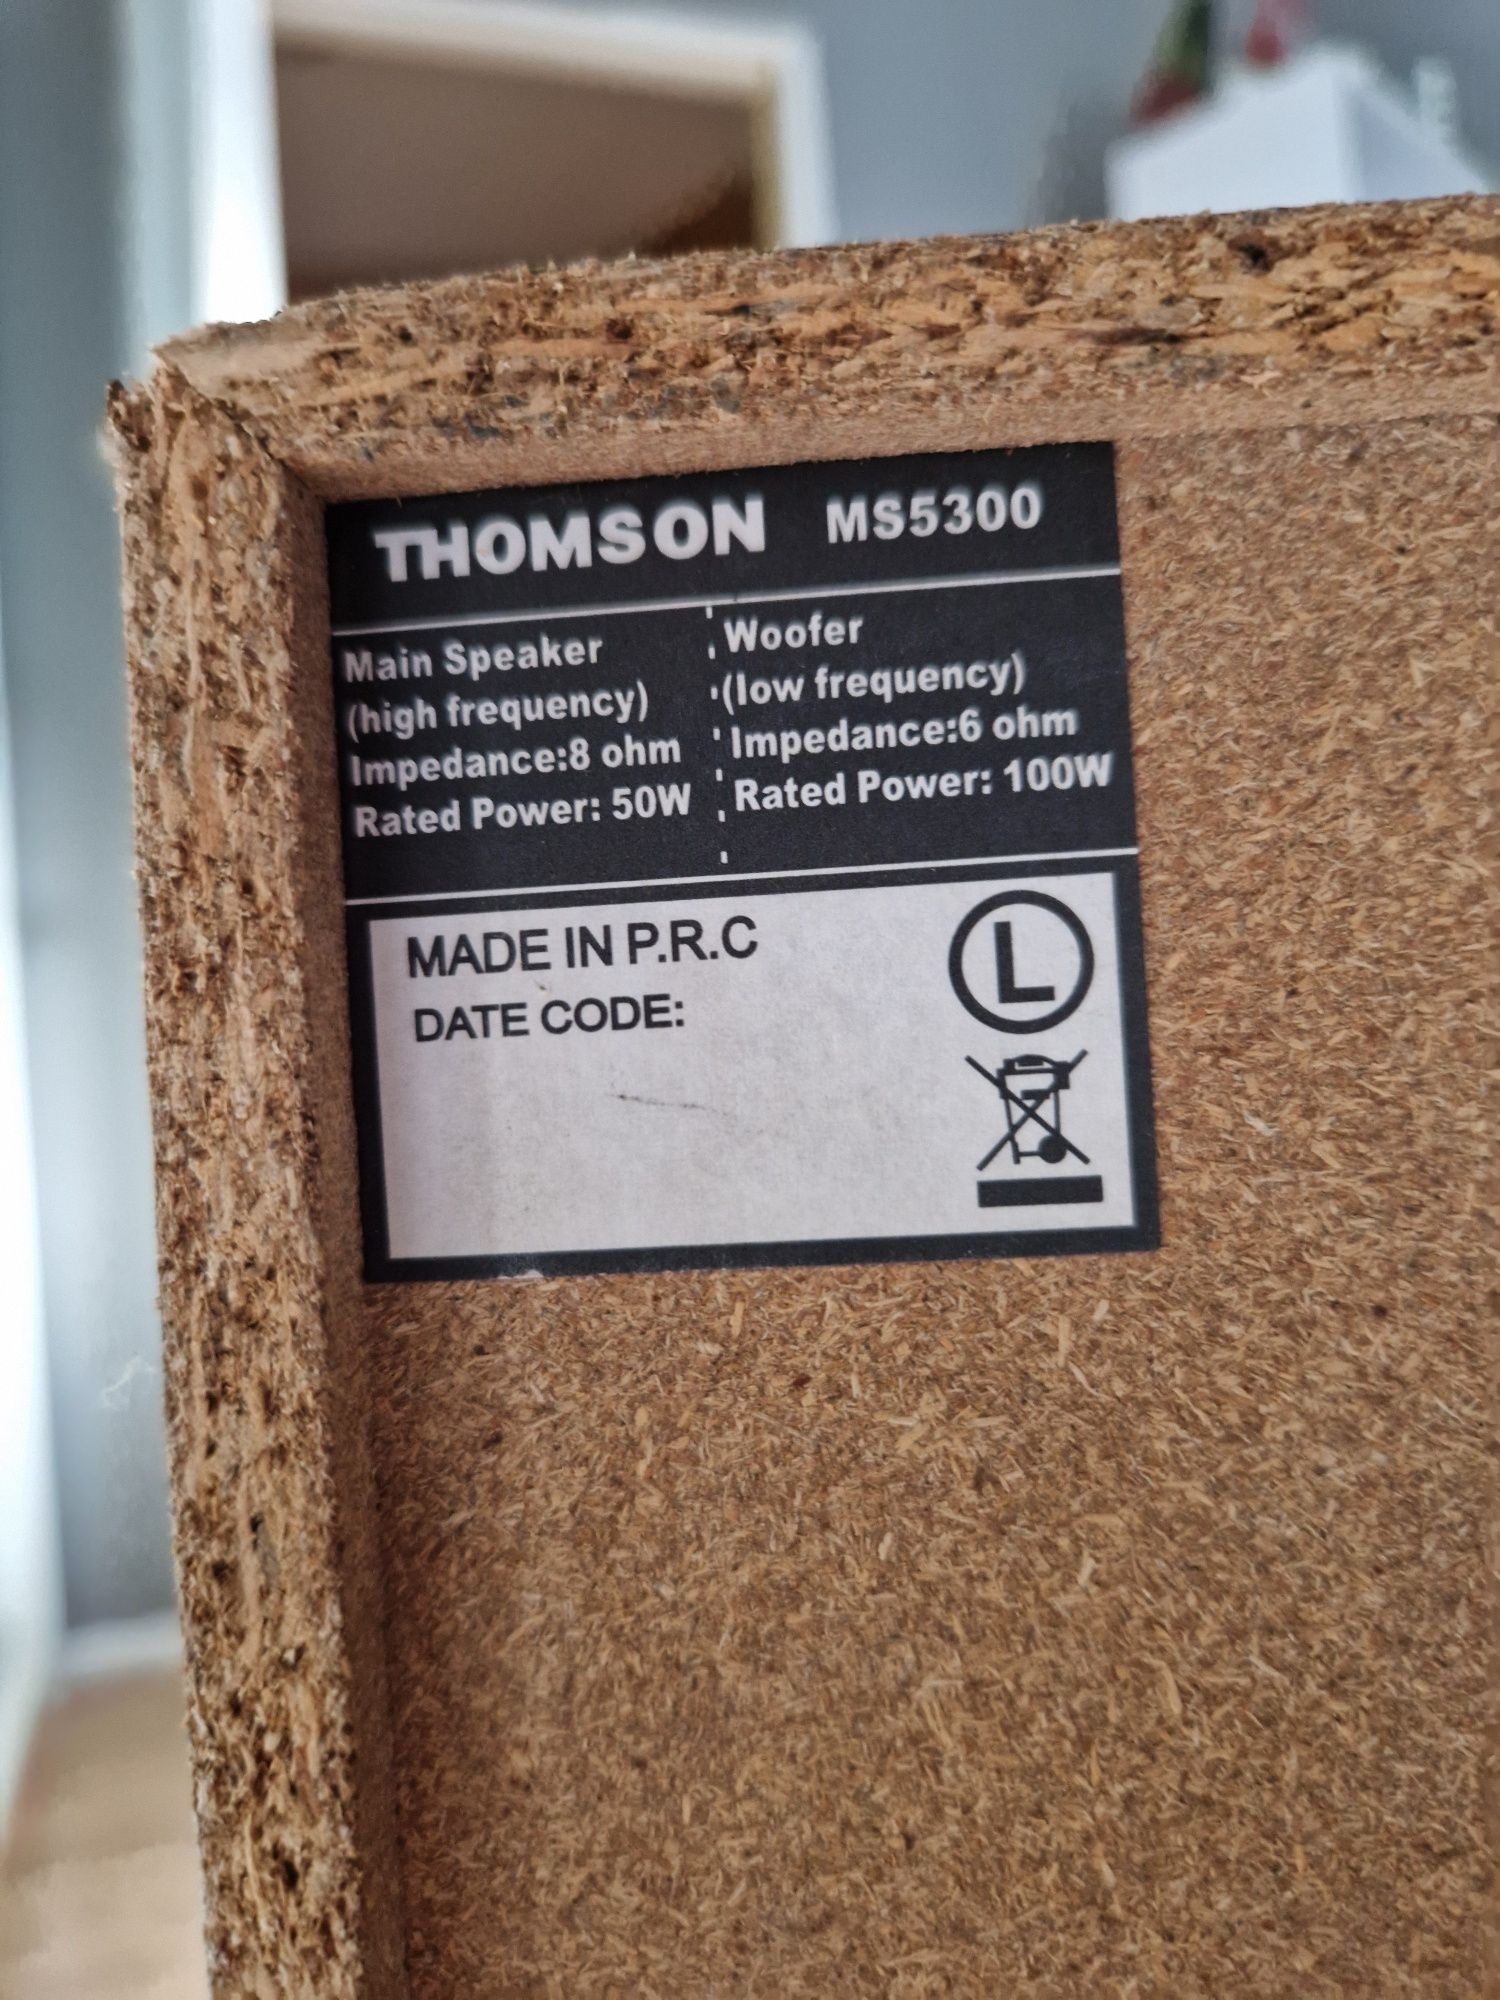 THOMSON MS5300
Main Speaker
(high frequency)
Impedance:8 ohm
Rated Power: 50W
Woofer
(low frequency)
Impedance:6 ohm
Rated Power: 100W
MADE IN P.R.C
DATE CODE:
L